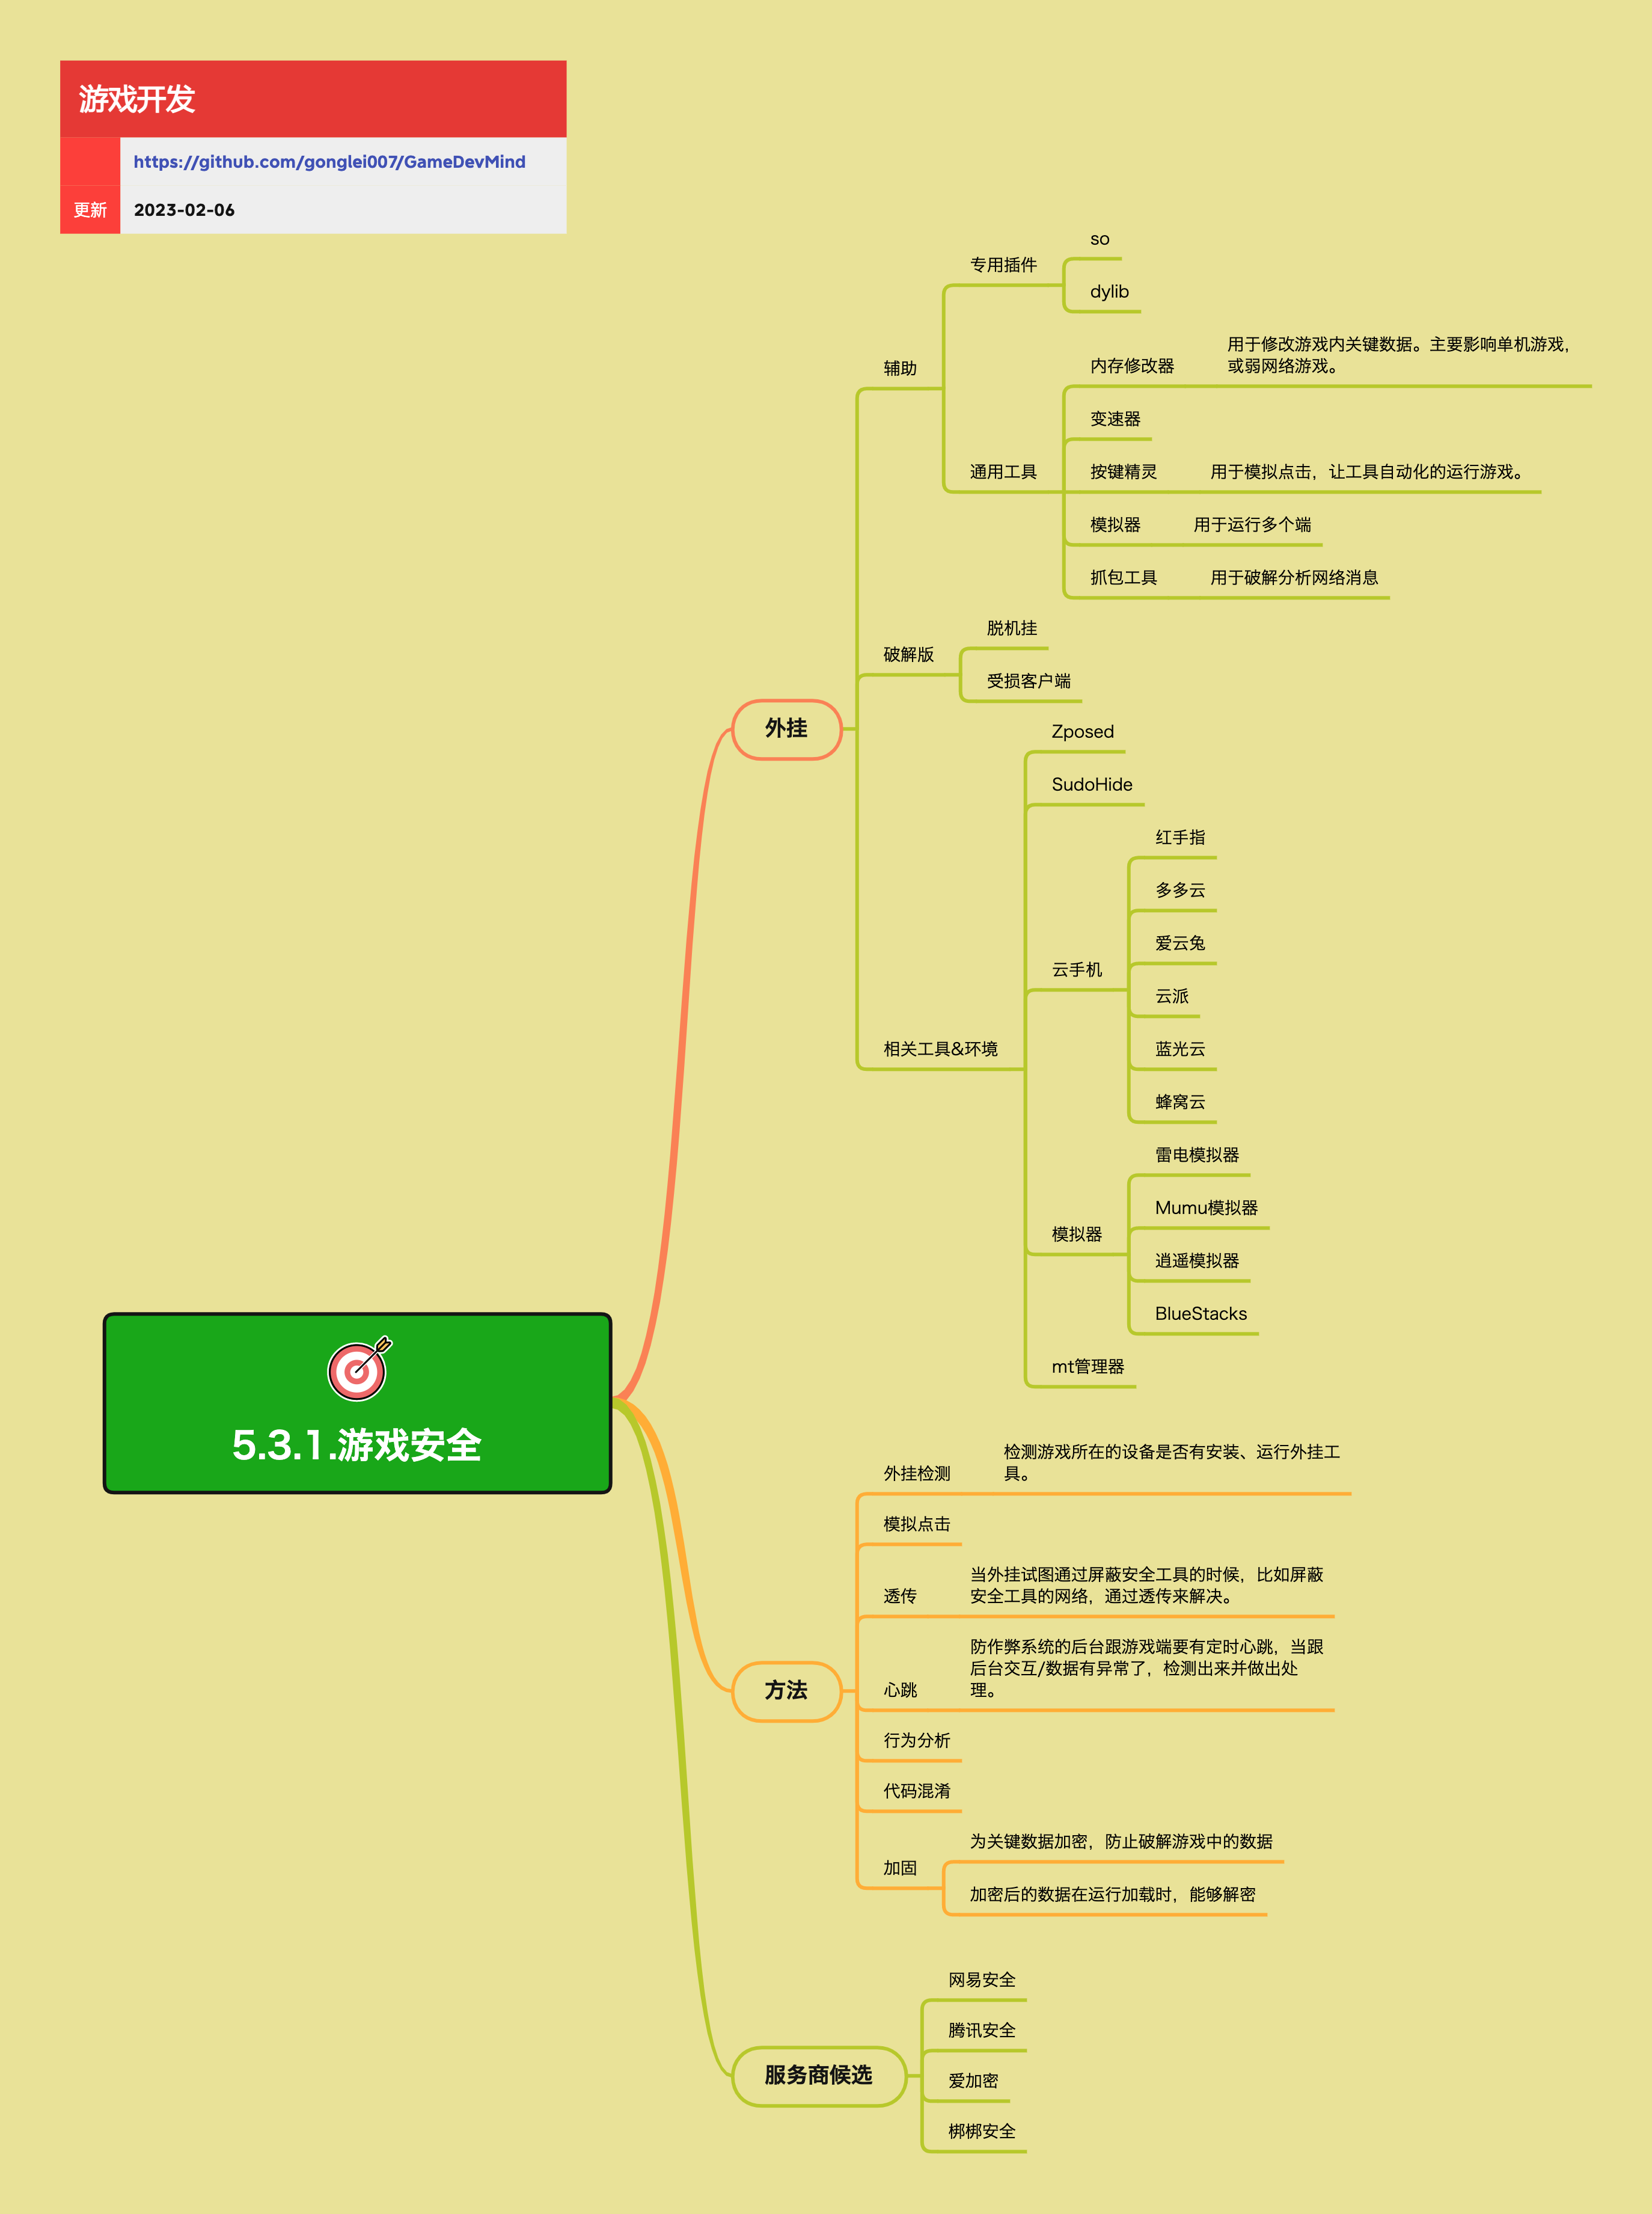 游戏开发
https://github.com/gonglei007/GameDevMind
更新
2023-02-06
5.3.1.游戏安全
外挂
辅助
专用插件
so
dylib
通用工具
内存修改器
用于修改游戏内关键数据。主要影响单机游戏，
或弱网络游戏。
变速器
按键精灵
用于模拟点击，让工具自动化的运行游戏。
模拟器
用于运行多个端
抓包工具
用于破解分析网络消息
破解版
脱机挂
受损客户端
相关工具&环境
Zposed
SudoHide
云手机
红手指
多多云
爱云兔
云派
蓝光云
蜂窝云
模拟器
雷电模拟器
Mumu模拟器
逍遥模拟器
BlueStacks
mt管理器
方法
外挂检测
检测游戏所在的设备是否有安装、运行外挂工
具。
模拟点击
透传
当外挂试图通过屏蔽安全工具的时候，比如屏蔽
安全工具的网络，通过透传来解决。
心跳
防作弊系统的后台跟游戏端要有定时心跳，当跟
后台交互/数据有异常了，检测出来并做出处
理。
行为分析
代码混淆
加固
为关键数据加密，防止破解游戏中的数据
加密后的数据在运行加载时，能够解密
服务商候选
网易安全
腾讯安全
爱加密
梆梆安全